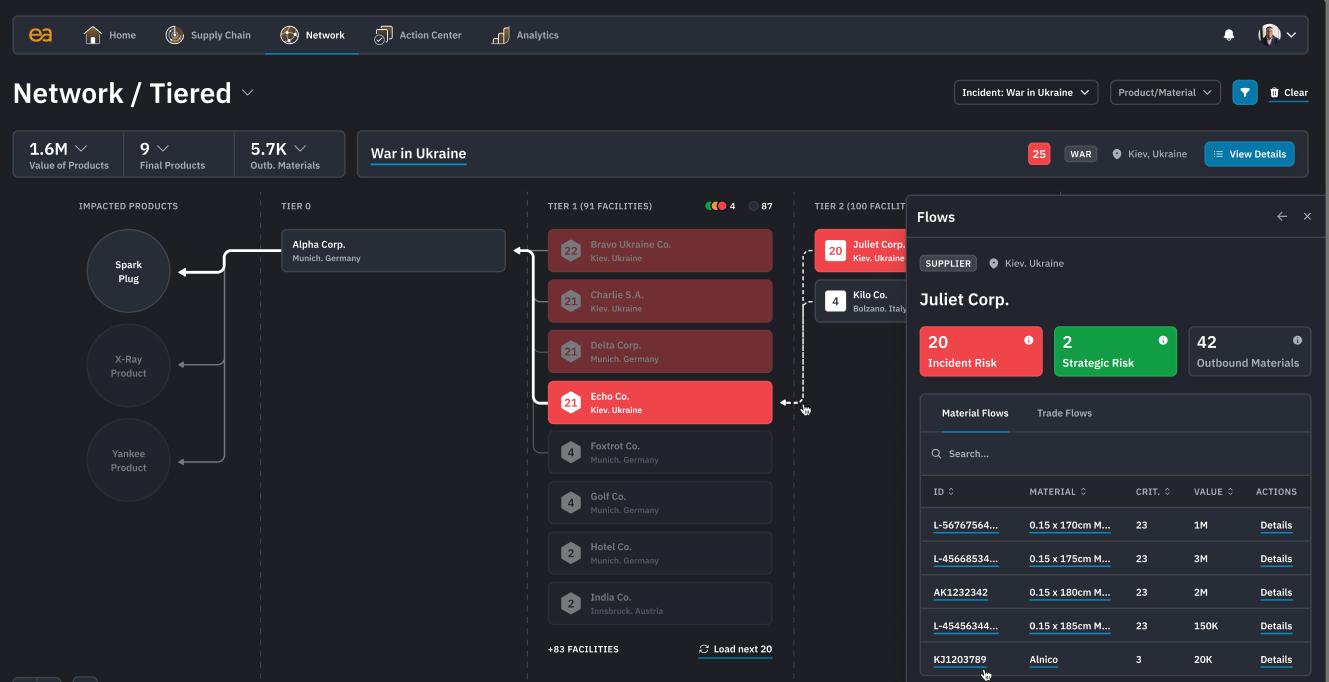 ea
Home
Supply Chain
Network
Action Center
Analytics
Network / Tiered
Incident: War in Ukraine
Product/Material
Clear
1.6M
Value of Products
9
Final Products
5.7K
Outb. Materials
War in Ukraine
25
WAR
Kiev, Ukraine
View Details
IMPACTED PRODUCTS
TIER 0
TIER 1 (91 FACILITIES)
4
87
TIER 2 (100 FACILIT
Spark
Plug
X-Ray
Product
Yankee
Product
Alpha Corp.
Munich. Germany
22
Bravo Ukraine Co.
Kiev. Ukraine
21
Charlie S.A.
Kiev. Ukraine
21
Delta Corp.
Munich. Germany
21
Echo Co.
Kiev. Ukraine
4
Foxtrot Co.
Munich. Germany
4
Golf Co.
Munich. Germany
2
Hotel Co.
Munich. Germany
2
India Co.
Innsbruck. Austria
+83 FACILITIES
Load next 20
20
Juliet Corp.
Kiev. Ukraine
4
Kilo Co.
Bolzano. Italy
Flows
SUPPLIER
Kiev. Ukraine
Juliet Corp.
20
Incident Risk
2
Strategic Risk
42
Outbound Materials
Material Flows
Trade Flows
Search...
ID MATERIAL CRIT. VALUE ACTIONS
L-56767564... 0.15 x 170cm M... 23 1M Details
L-45668534... 0.15 x 175cm M... 23 3M Details
AK1232342 0.15 x 180cm M... 23 2M Details
L-45456344... 0.15 x 185cm M... 23 150K Details
KJ1203789 Alnico 3 20K Details